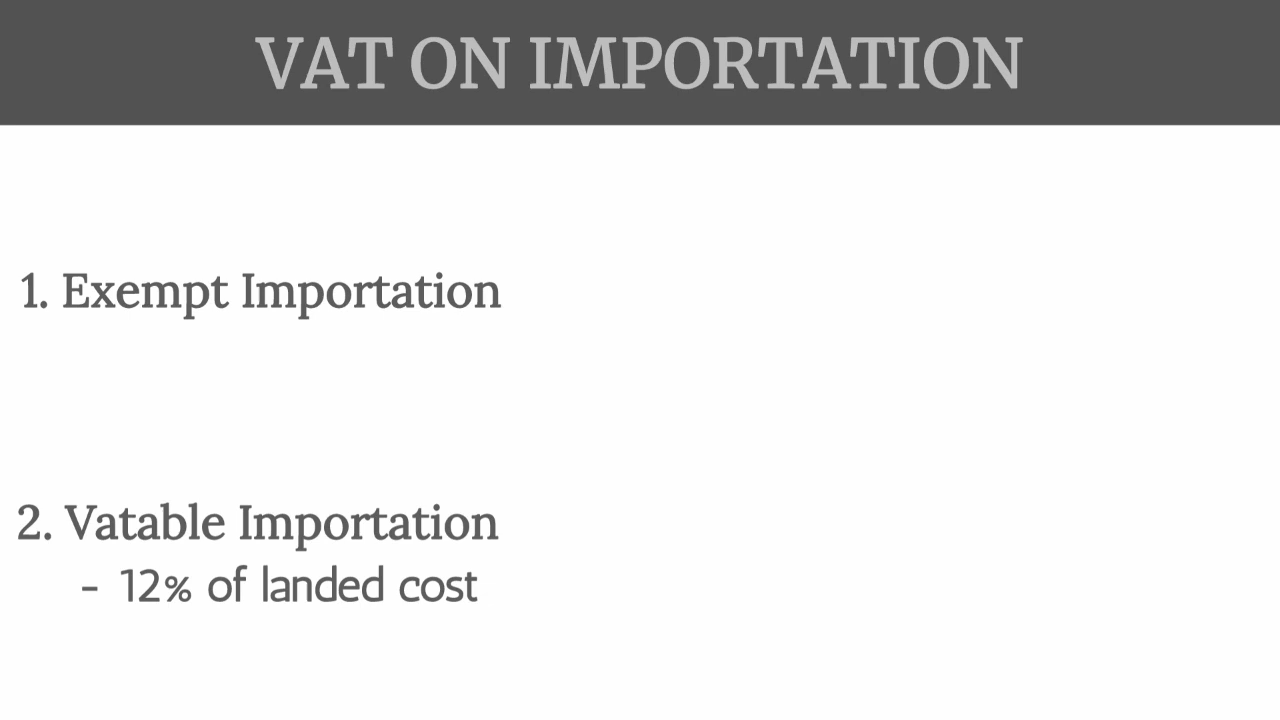 VAT ON IMPORTATION
1. Exempt Importation
2. Vatable Importation
- 12% of landed cost